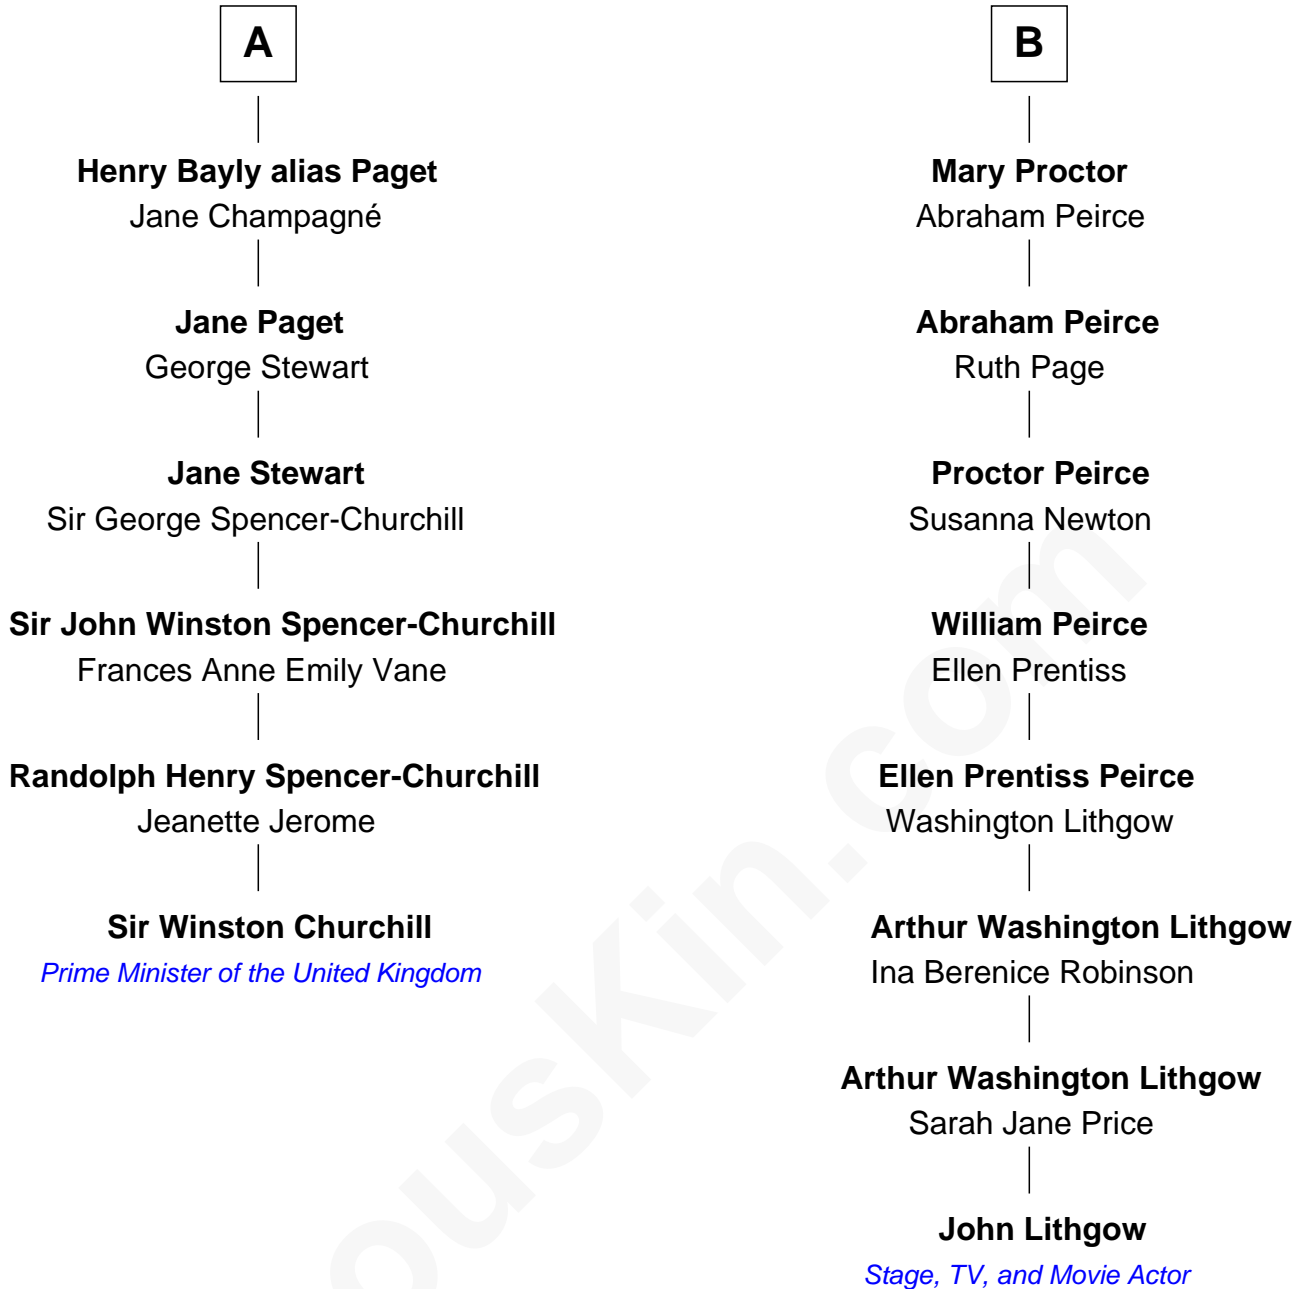 A
Henry Bayly alias Paget
Jane Champagné
Jane Paget
George Stewart
Jane Stewart
Sir George Spencer-Churchill
Sir John Winston Spencer-Churchill
Frances Anne Emily Vane
Randolph Henry Spencer-Churchill
Jeanette Jerome
Sir Winston Churchill
Prime Minister of the United Kingdom
B
Mary Proctor
Abraham Peirce
Abraham Peirce
Ruth Page
Proctor Peirce
Susanna Newton
William Peirce
Ellen Prentiss
Ellen Prentiss Peirce
Washington Lithgow
Arthur Washington Lithgow
Ina Berenice Robinson
Arthur Washington Lithgow
Sarah Jane Price
John Lithgow
Stage, TV, and Movie Actor
ousKin.com